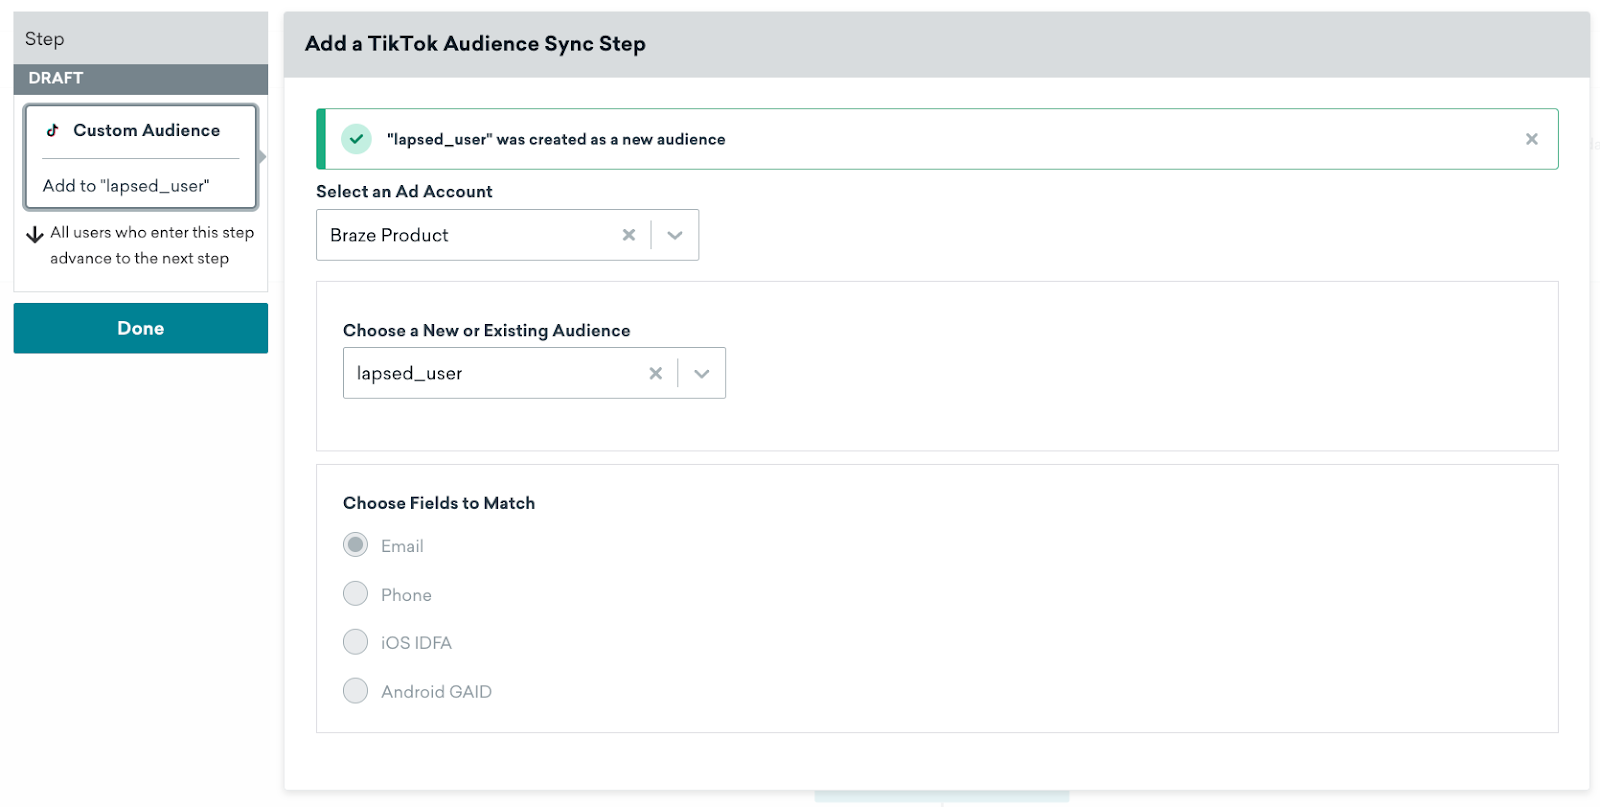 Step
DRAFT
Custom Audience
Add to "lapsed_user"
All users who enter this step
advance to the next step
Done
Add a TikTok Audience Sync Step
"lapsed_user" was created as a new audience
Select an Ad Account
Braze Product
Choose a New or Existing Audience
lapsed_user
Choose Fields to Match
Email
Phone
iOS IDFA
Android GAID